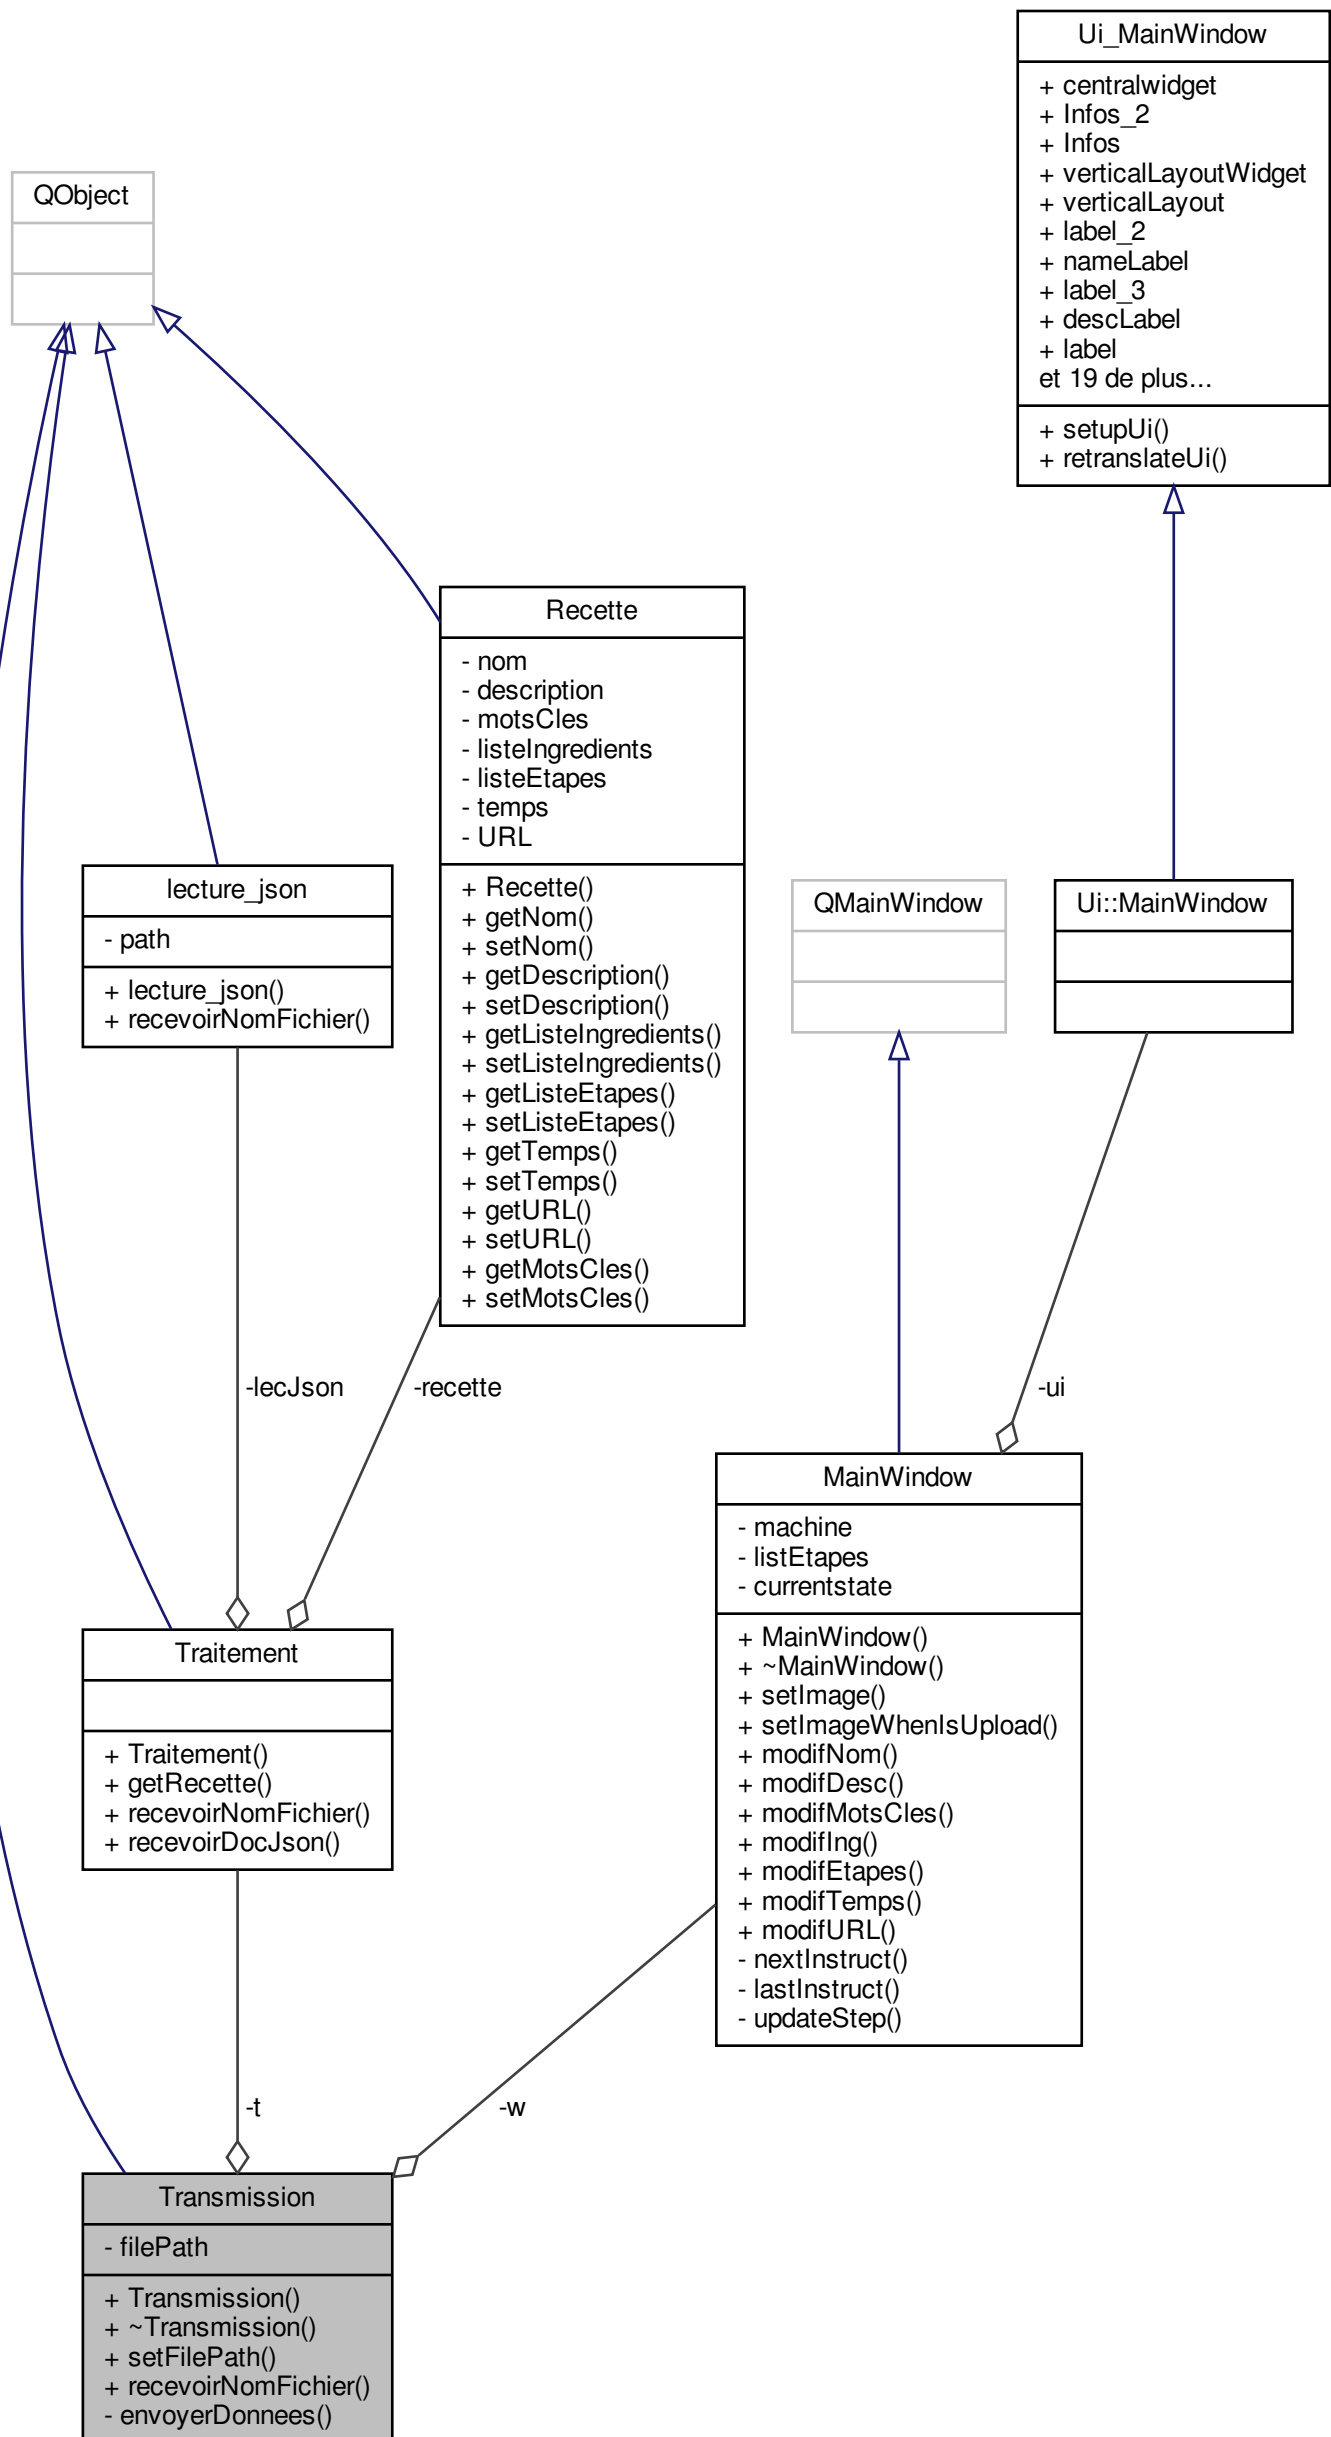 Ui_MainWindow
+ centralwidget
+ Infos_2
+ Infos
+ verticalLayoutWidget
+ verticalLayout
+ label_2
+ nameLabel
+ label_3
+ descLabel
+ label
et 19 de plus...
+ setupUi()
+ retranslateUi()
QObject
Recette
- nom
- description
- motsCles
- listeIngredients
- listeEtapes
- temps
- URL
+ Recette()
+ getNom()
+ setNom()
+ getDescription()
+ setDescription()
+ getListeIngredients()
+ setListeIngredients()
+ getListeEtapes()
+ setListeEtapes()
+ getTemps()
+ setTemps()
+ getURL()
+ setURL()
+ getMotsCles()
+ setMotsCles()
lecture_json
- path
+ lecture_json()
+ recevoirNomFichier()
QMainWindow
Ui::MainWindow
-lecJson
-recette
-ui
MainWindow
- machine
- listEtapes
- currentstate
+ MainWindow()
+ ~MainWindow()
+ setImage()
+ setImageWhenIsUpload()
+ modifNom()
+ modifDesc()
+ modifMotsCles()
+ modifIng()
+ modifEtapes()
+ modifTemps()
+ modifURL()
- nextInstruct()
- lastInstruct()
- updateStep()
Traitement
+ Traitement()
+ getRecette()
+ recevoirNomFichier()
+ recevoirDocJson()
-t
-w
Transmission
- filePath
+ Transmission()
+ ~Transmission()
+ setFilePath()
+ recevoirNomFichier()
- envoyerDonnees()